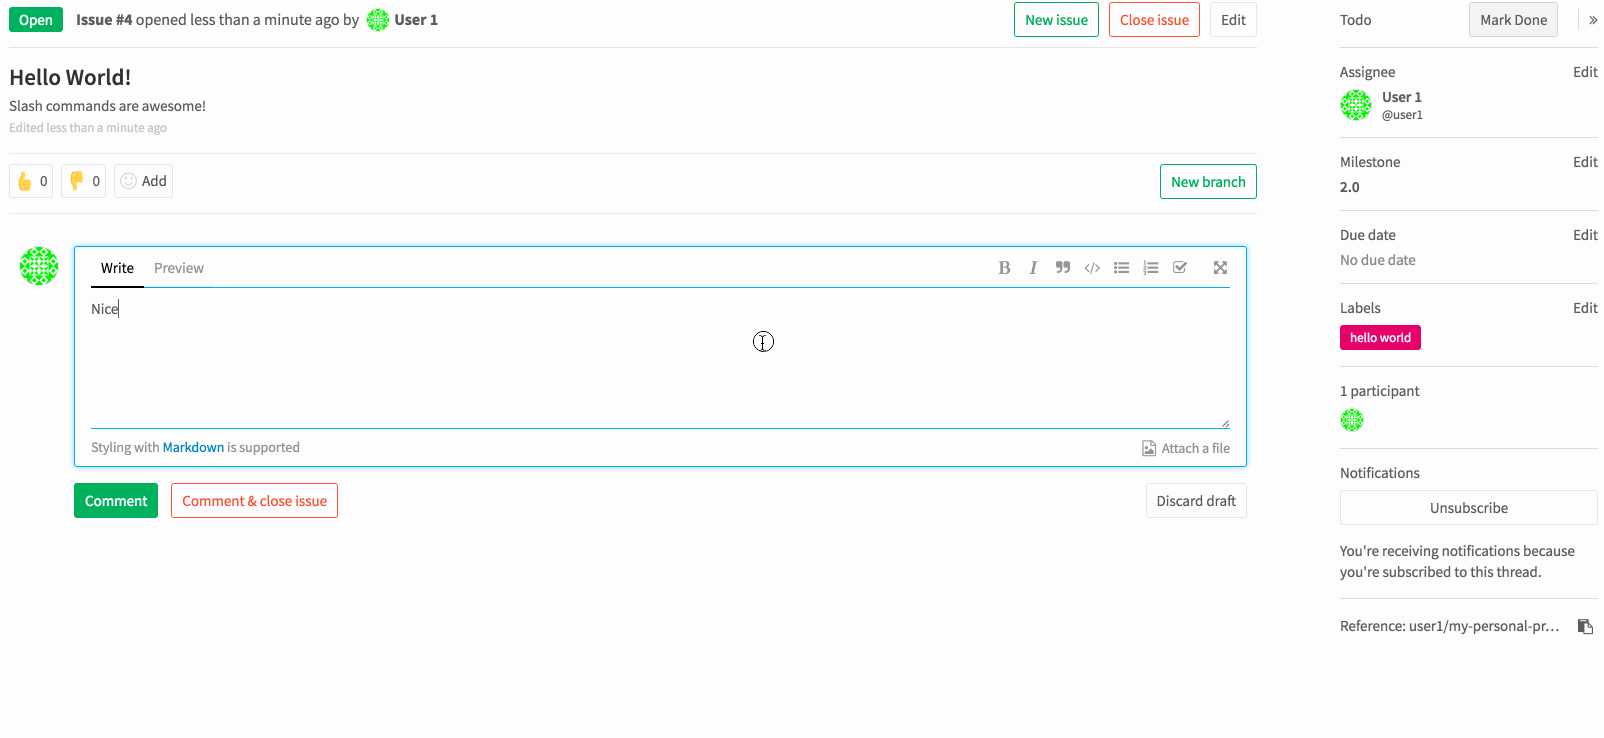 Open Issue #4 opened less than a minute ago by User 1
New issue Close issue Edit
Hello World!
Slash commands are awesome!
Edited less than a minute ago
0 0 Add
New branch
Write Preview
B I
Nice
Styling with Markdown is supported
Attach a file
Comment Comment & close issue
Discard draft
Todo Mark Done »
Assignee Edit
User 1
@user1
Milestone Edit
2.0
Due date Edit
No due date
Labels Edit
hello world
1 participant
Notifications
Unsubscribe
You're receiving notifications because
you're subscribed to this thread.
Reference: user1/my-personal-pr...